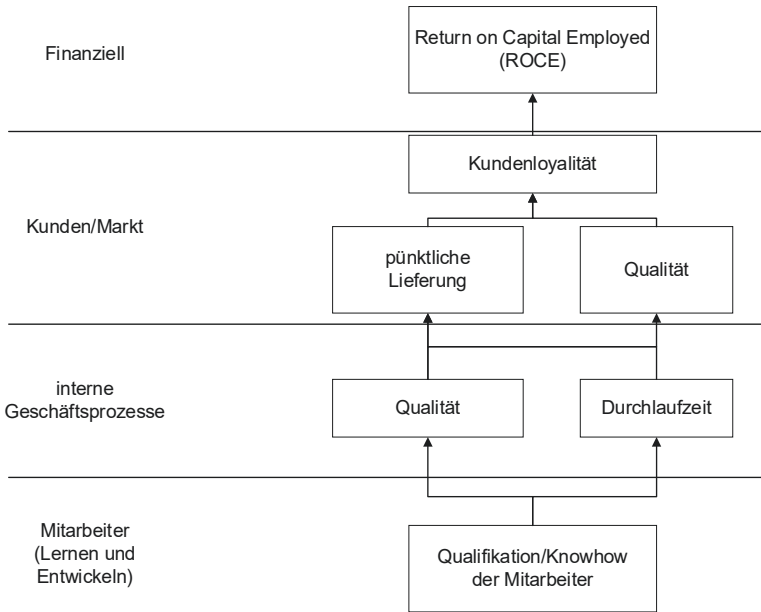 Finanziell
Return on Capital Employed
(ROCE)
Kundenloyalität
Kunden/Markt
pünktliche
Lieferung
Qualität
interne
Geschäftsprozesse
Qualität
Durchlaufzeit
Mitarbeiter
(Lernen und
Entwickeln)
Qualifikation/Knowhow
der Mitarbeiter